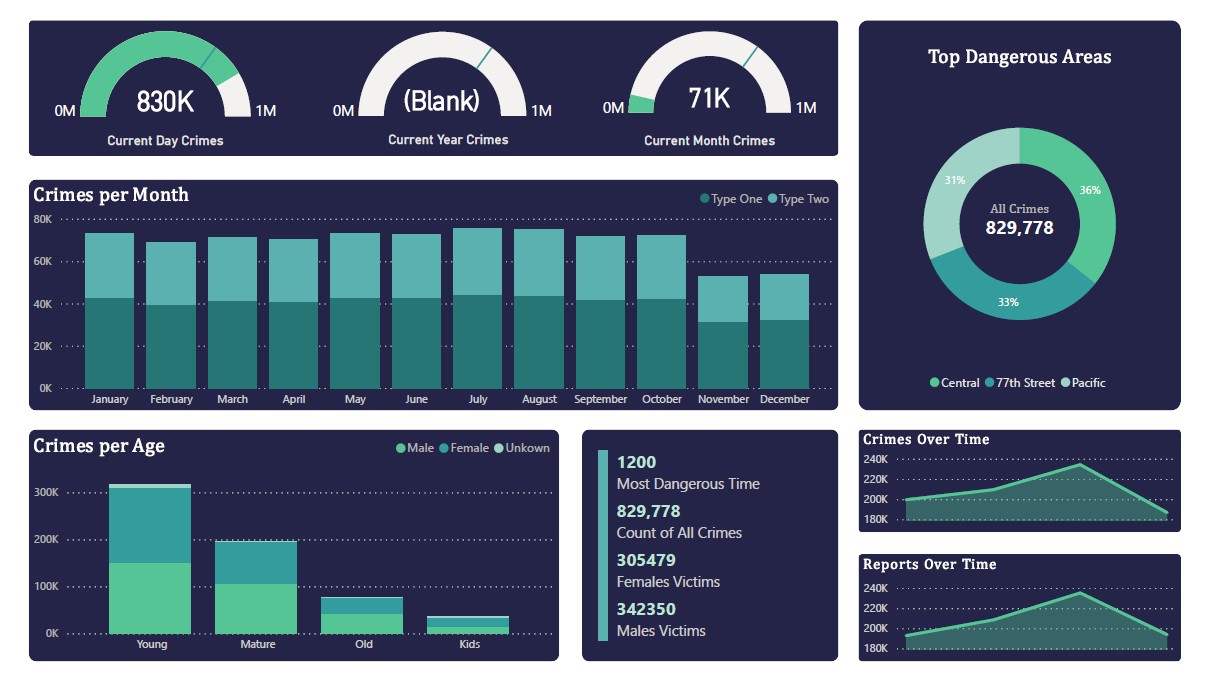 830K
0M 1M
Current Day Crimes
(Blank)
0M 1M
Current Year Crimes
71K
0M 1M
Current Month Crimes
Top Dangerous Areas
31%
36%
33%
All Crimes
829,778
Central 77th Street Pacific
Crimes per Month
Type One Type Two
80K
60K
40K
20K
0K
January February March April May June July August September October November December
Crimes per Age
Male Female Unkown
300K
200K
100K
0K
Young Mature Old Kids
1200
Most Dangerous Time
829,778
Count of All Crimes
305479
Females Victims
342350
Males Victims
Crimes Over Time
240K
220K
200K
180K
Reports Over Time
240K
220K
200K
180K